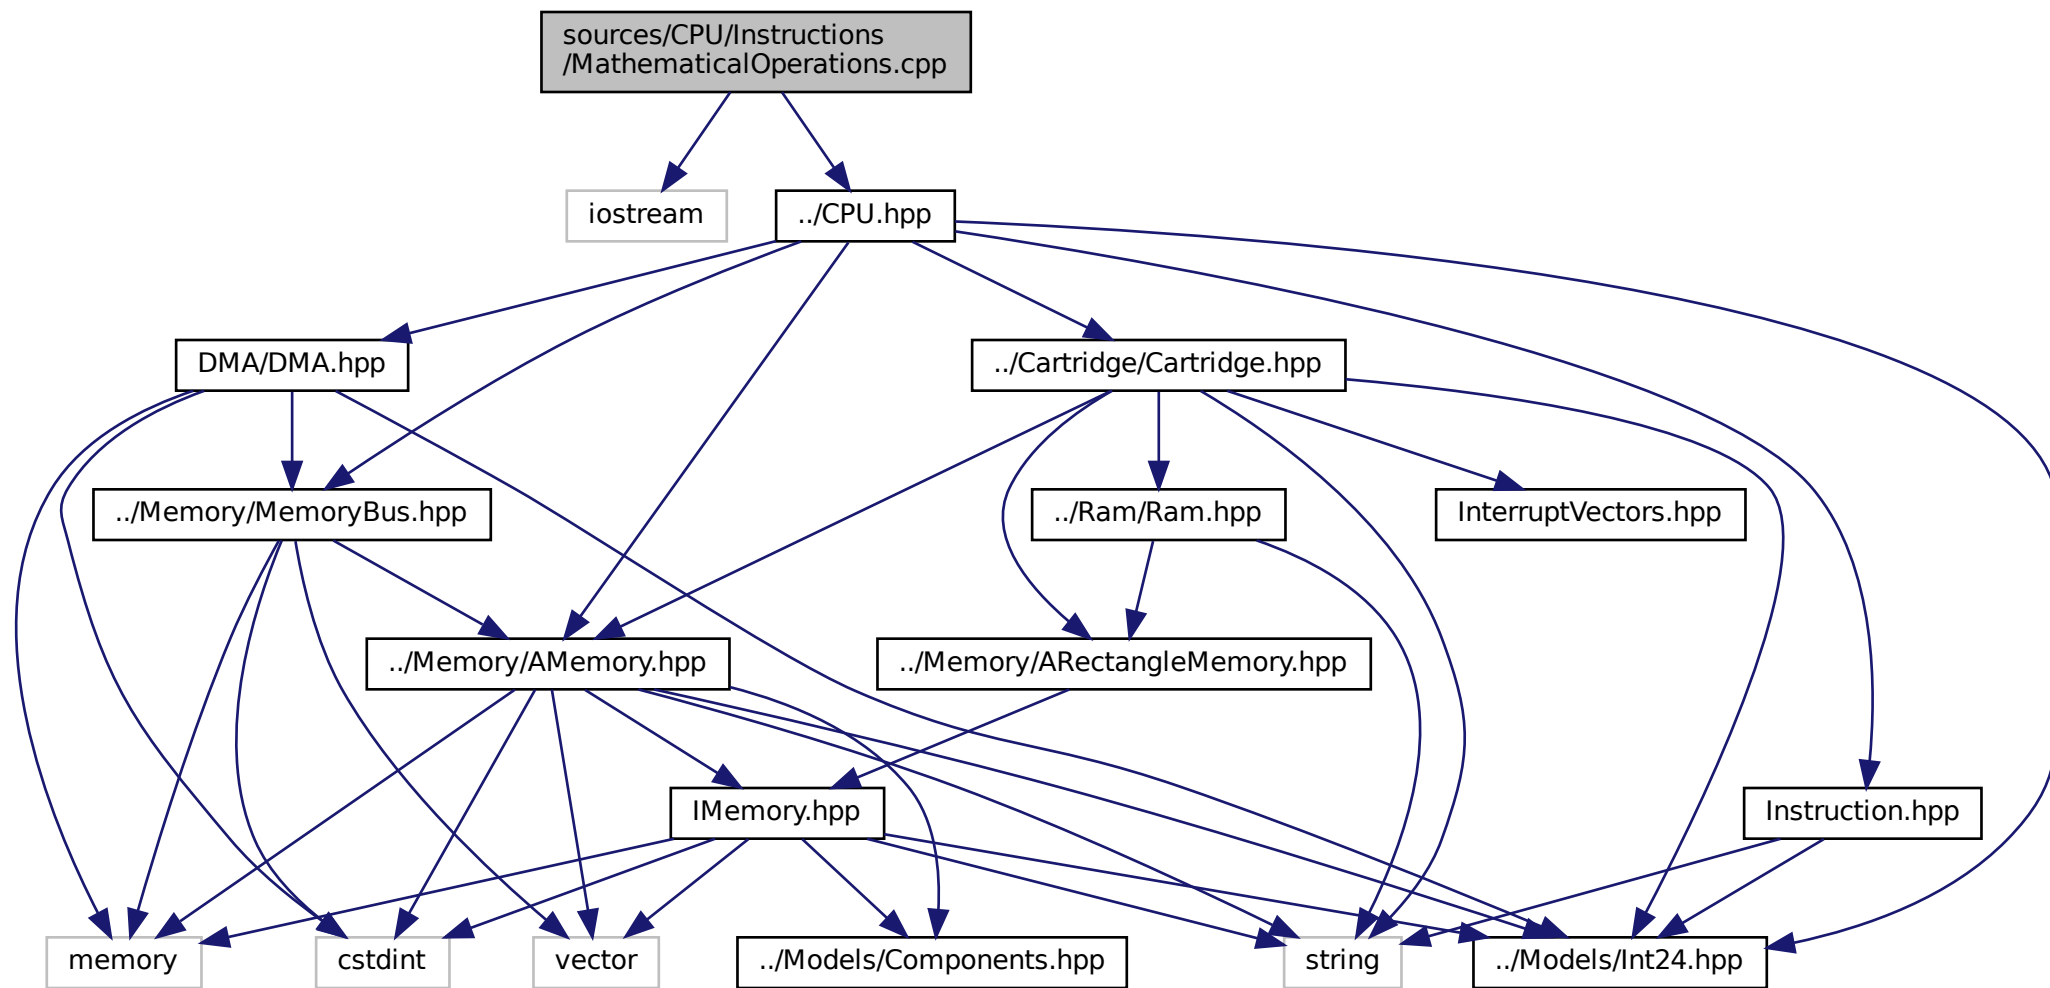 sources/CPU/Instructions
/MathematicalOperations.cpp
iostream
../CPU.hpp
DMA/DMA.hpp
../Cartridge/Cartridge.hpp
../Memory/MemoryBus.hpp
../Ram/Ram.hpp
InterruptVectors.hpp
../Memory/AMemory.hpp
../Memory/ARectangleMemory.hpp
IMemory.hpp
Instruction.hpp
memory
cstdint
vector
../Models/Components.hpp
string
../Models/Int24.hpp